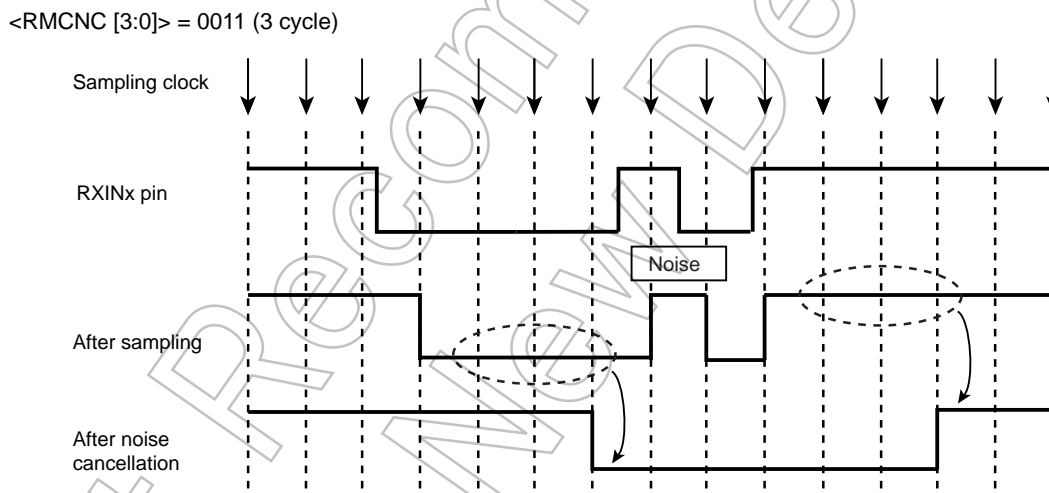 <RMCNC [3:0]> = 0011 (3 cycle)
Sampling clock
RXINx pin
Noise
After sampling
After noise
cancellation